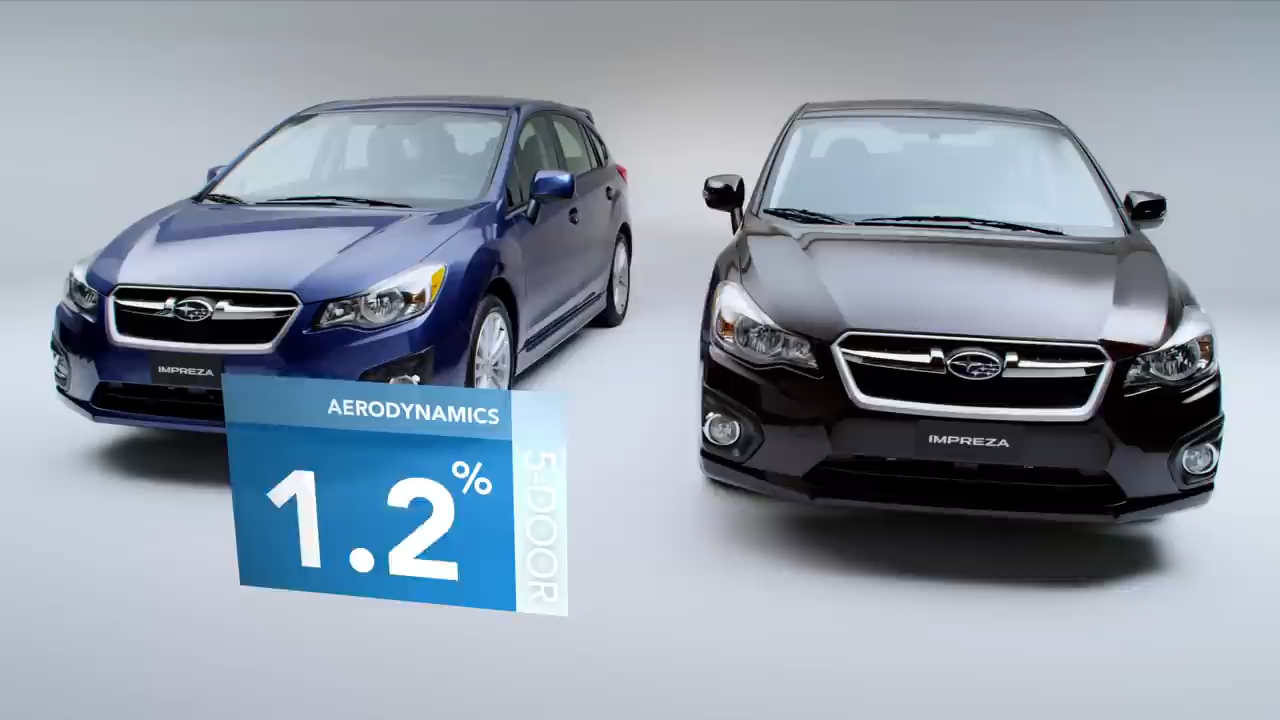 IMPREZA
AERODYNAMICS
1.2%
5-DOOR
IMPREZA